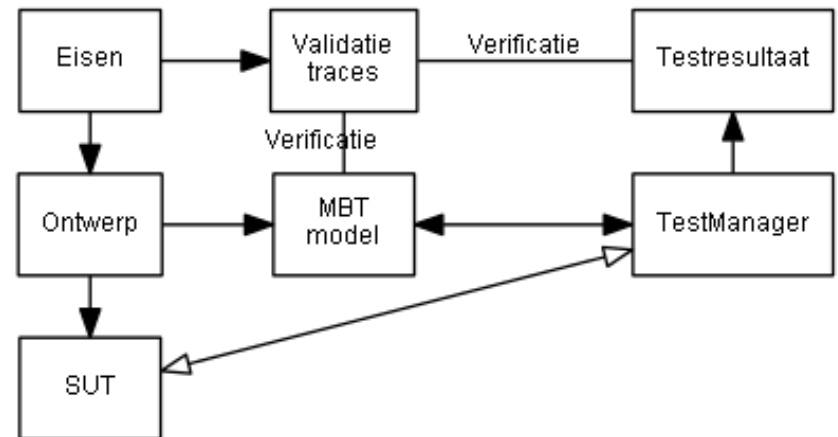 Eisen
Validatie
traces
Verificatie
Testresultaat
Verificatie
Ontwerp
MBT
model
TestManager
SUT